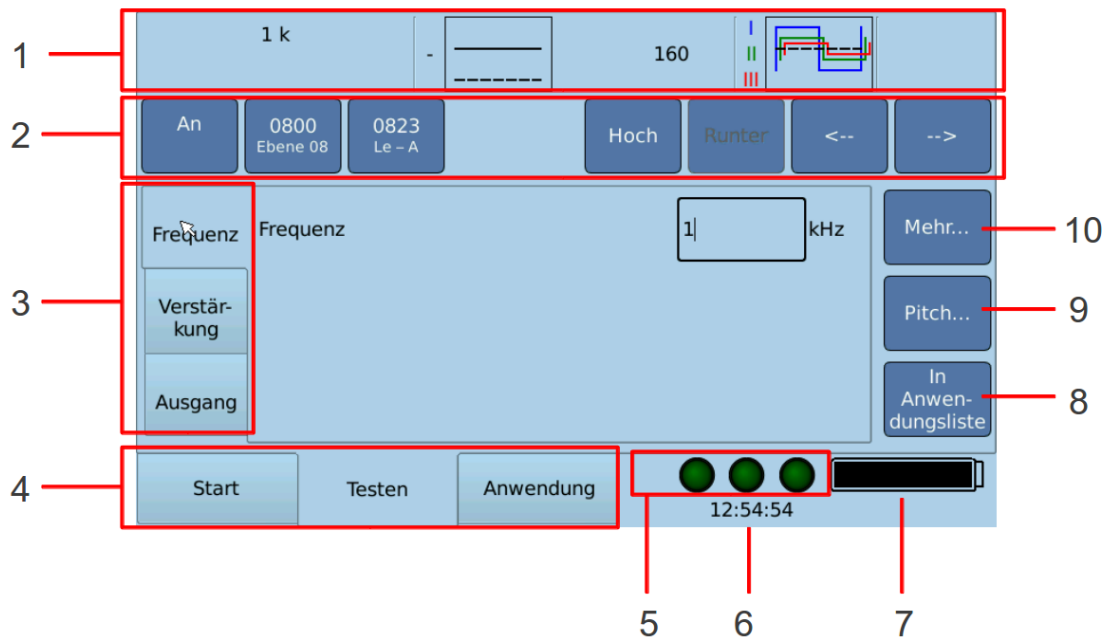 1
1 k
-
160
I
II
III
2
An
0800
Ebene 08
0823
Le – A
Hoch
Runter
<--
-->
3
Frequenz
Verstär-
kung
Ausgang
Frequenz
1
kHz
Mehr...
10
Pitch...
9
In
Anwen-
dungsliste
8
4
Start
Testen
Anwendung
12:54:54
5
6
7